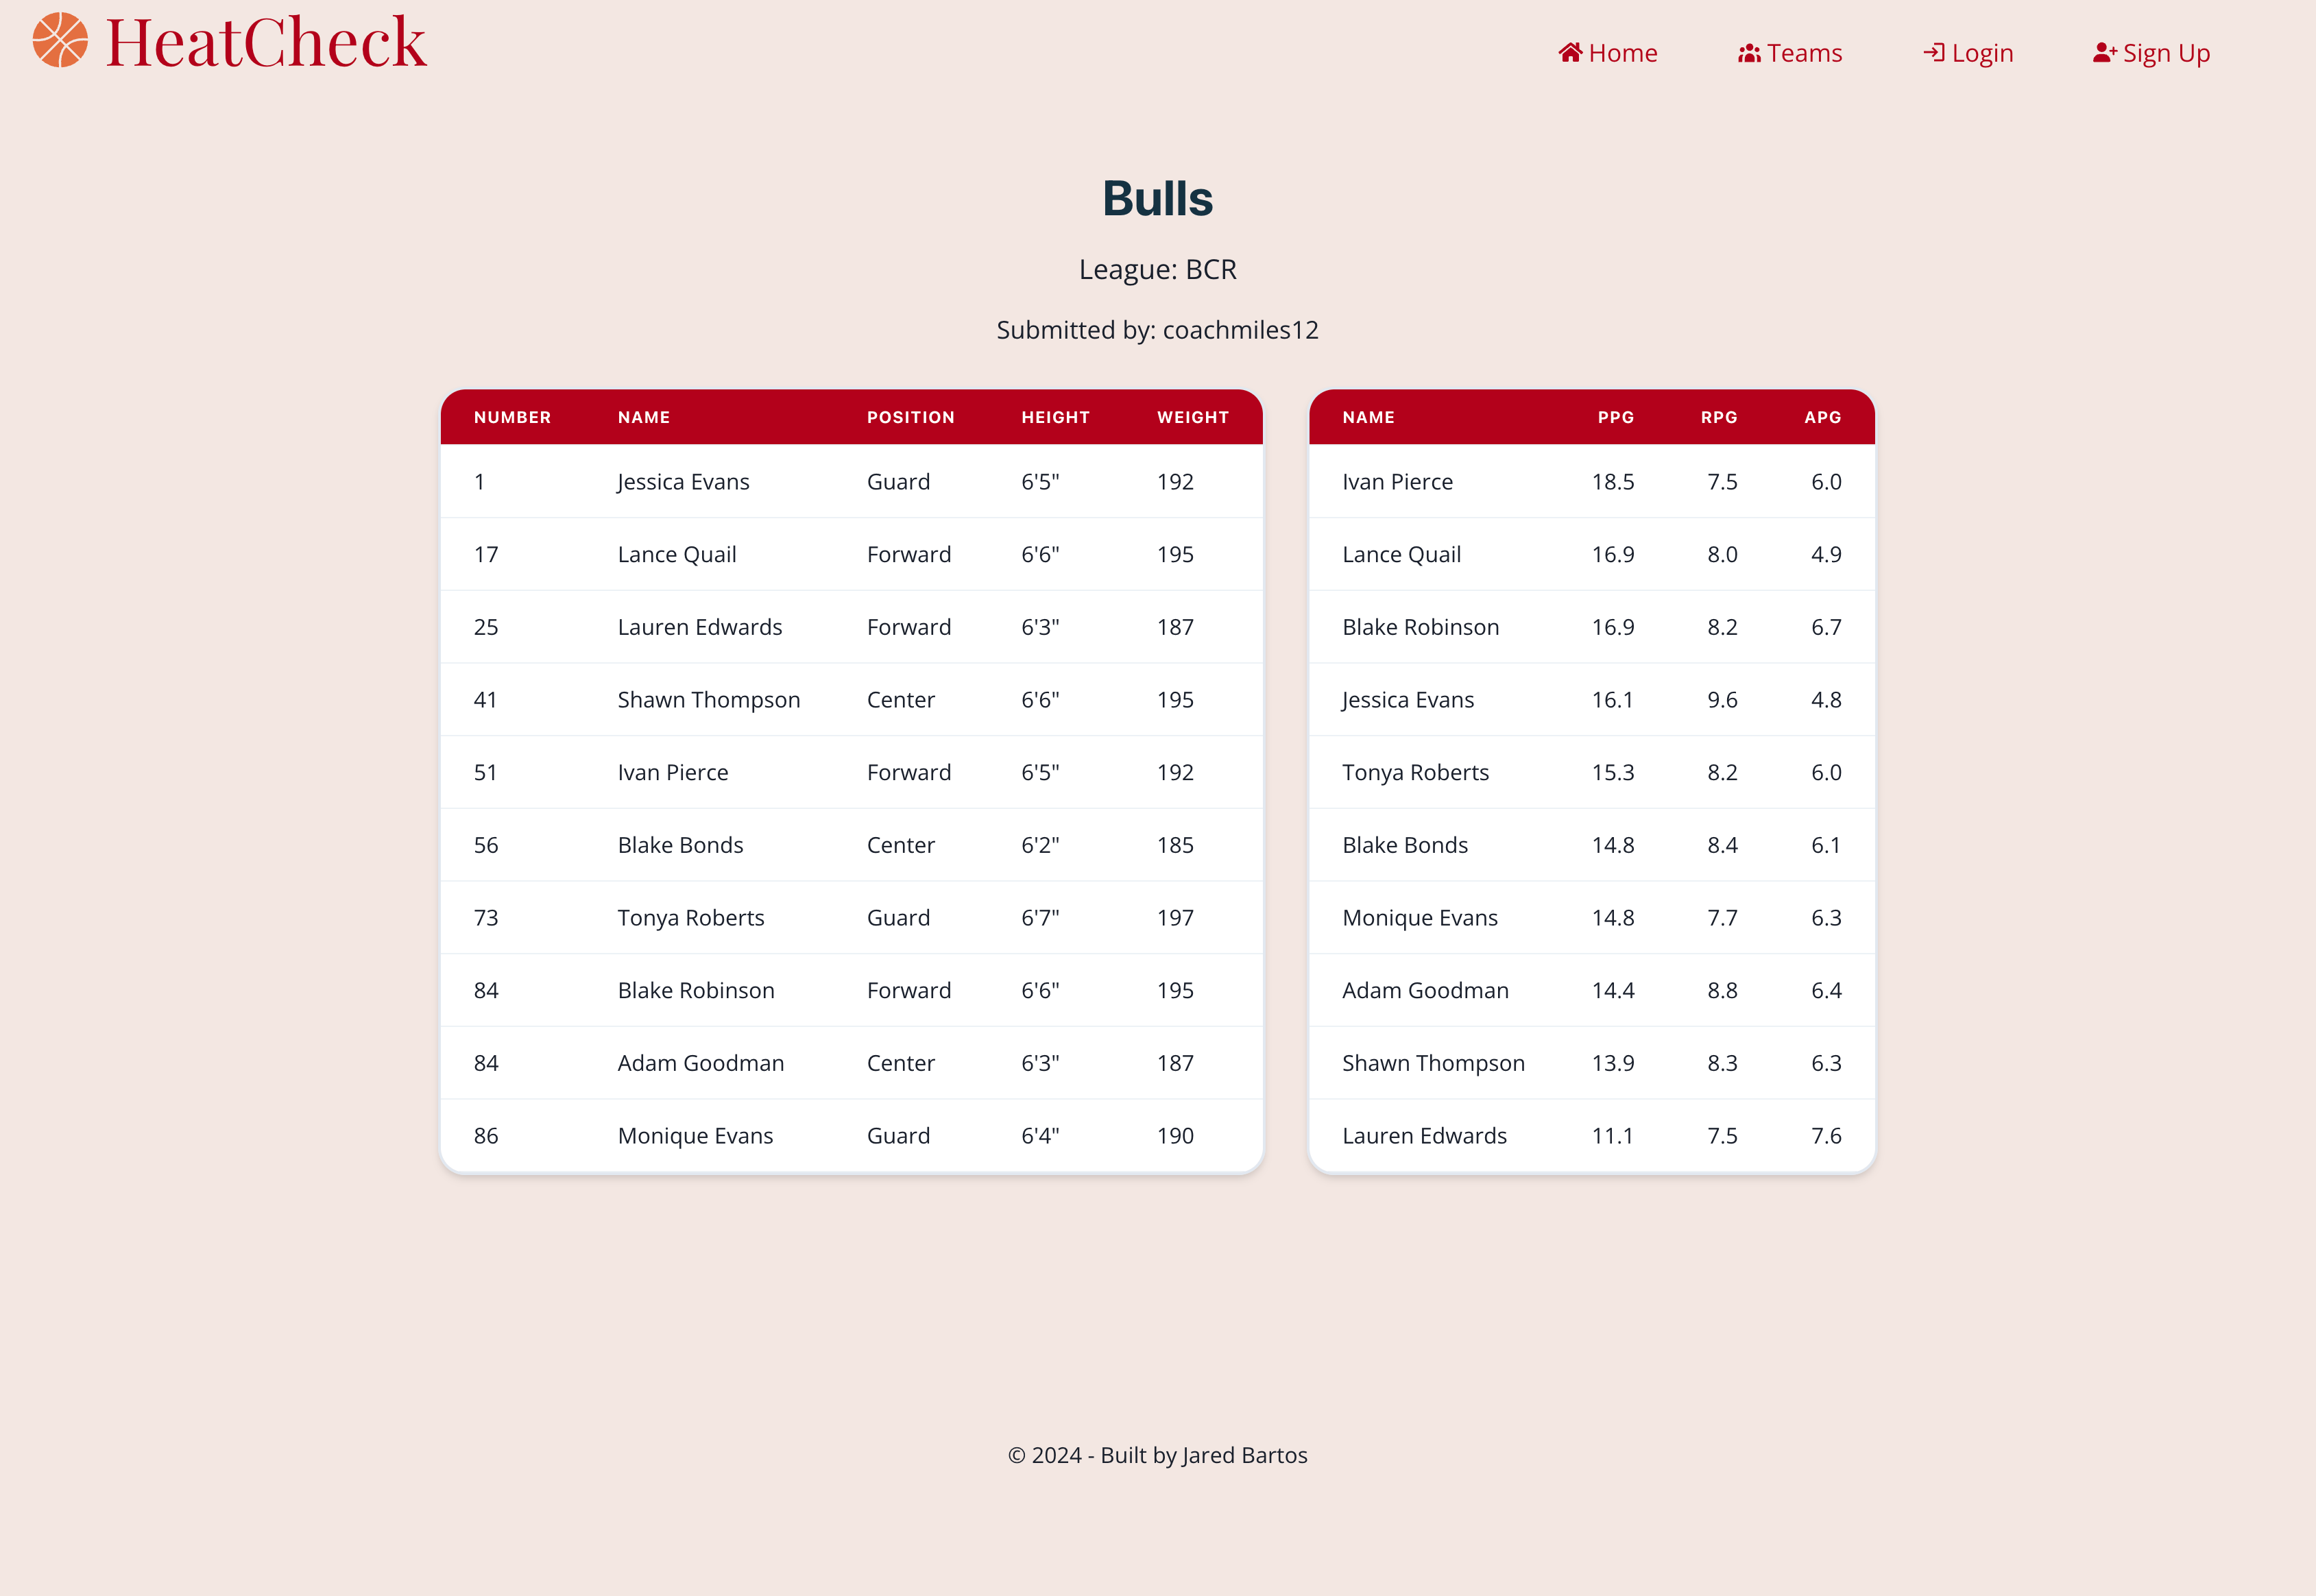 HeatCheck
Home Teams Login Sign Up
Bulls
League: BCR
Submitted by: coachmiles12
NUMBER NAME POSITION HEIGHT WEIGHT
1 Jessica Evans Guard 6'5" 192
17 Lance Quail Forward 6'6" 195
25 Lauren Edwards Forward 6'3" 187
41 Shawn Thompson Center 6'6" 195
51 Ivan Pierce Forward 6'5" 192
56 Blake Bonds Center 6'2" 185
73 Tonya Roberts Guard 6'7" 197
84 Blake Robinson Forward 6'6" 195
84 Adam Goodman Center 6'3" 187
86 Monique Evans Guard 6'4" 190
NAME PPG RPG APG
Ivan Pierce 18.5 7.5 6.0
Lance Quail 16.9 8.0 4.9
Blake Robinson 16.9 8.2 6.7
Jessica Evans 16.1 9.6 4.8
Tonya Roberts 15.3 8.2 6.0
Blake Bonds 14.8 8.4 6.1
Monique Evans 14.8 7.7 6.3
Adam Goodman 14.4 8.8 6.4
Shawn Thompson 13.9 8.3 6.3
Lauren Edwards 11.1 7.5 7.6
© 2024 - Built by Jared Bartos